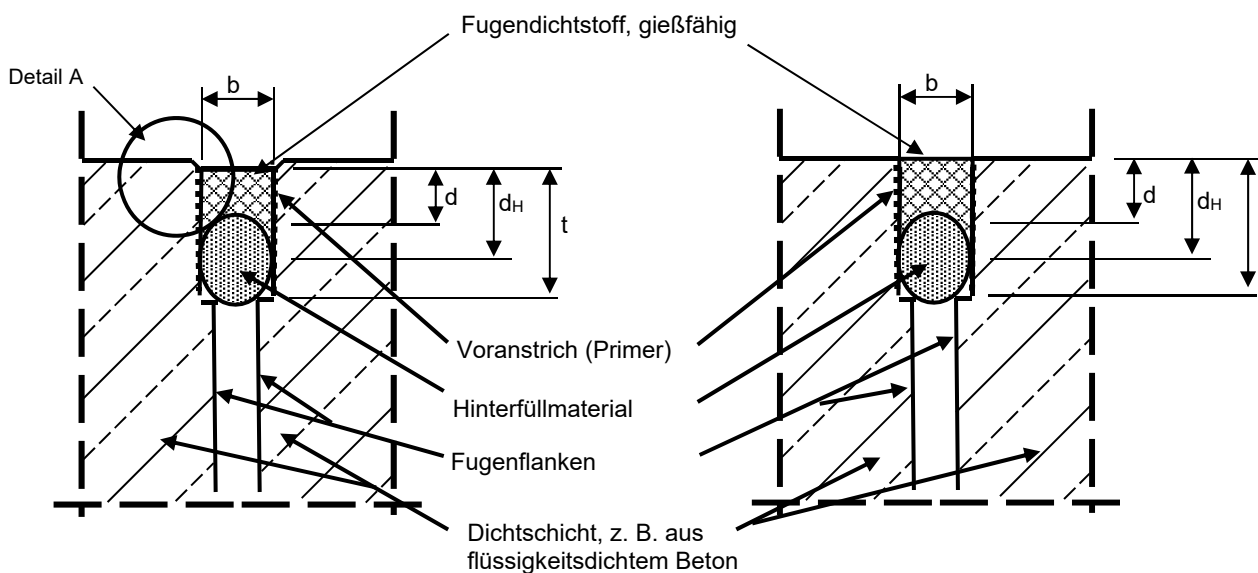 Fugendichtstoff, gießfähig
Detail A
b
b
d
dH
t
d
dH
Voranstrich (Primer)
Hinterfüllmaterial
Fugenflanken
Dichtschicht, z. B. aus
flüssigkeitsdichtem Beton